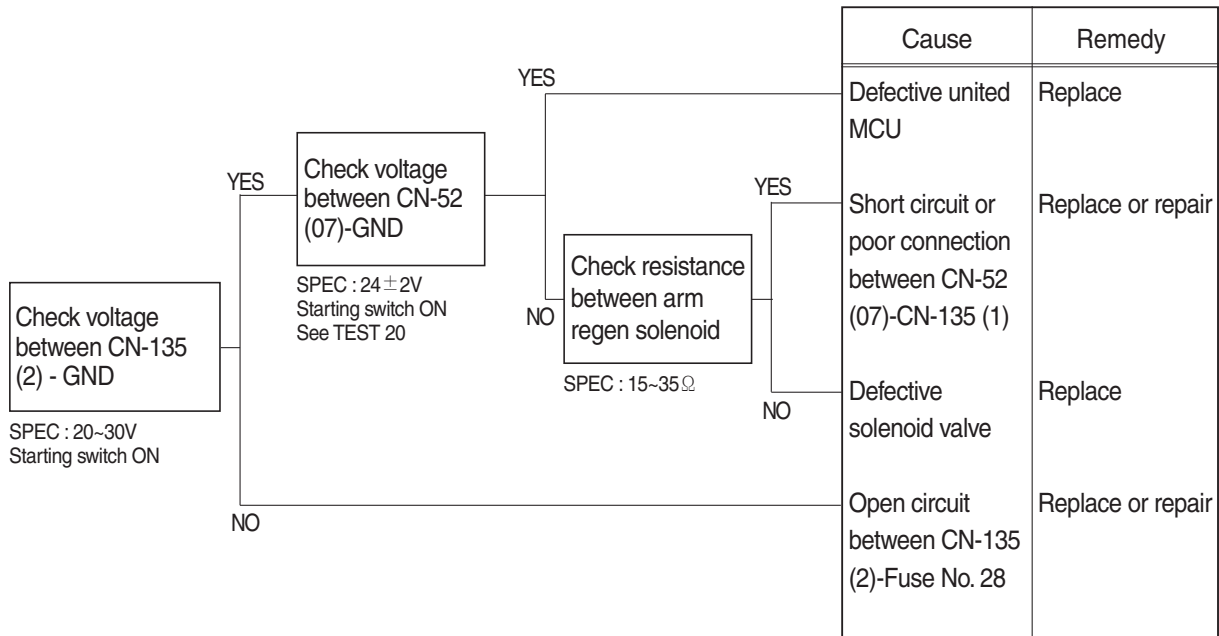 Cause
Remedy
YES
Defective united
MCU
Replace
Check voltage
between CN-52
(07)-GND
YES
YES
Short circuit or
poor connection
between CN-52
(07)-CN-135 (1)
Replace or repair
SPEC : 24±2V
Starting switch ON
See TEST 20
NO
Check resistance
between arm
regen solenoid
SPEC : 15~35Ω
Check voltage
between CN-135
(2) - GND
SPEC : 20~30V
Starting switch ON
NO
Defective
solenoid valve
Replace
NO
Open circuit
between CN-135
(2)-Fuse No. 28
Replace or repair